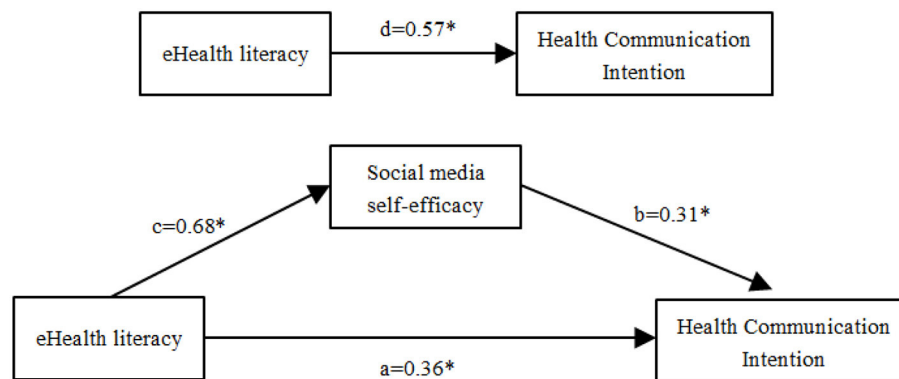 d=0.57*
eHealth literacy
Health Communication
Intention
Social media
self-efficacy
c=0.68*
b=0.31*
eHealth literacy
Health Communication
Intention
a=0.36*